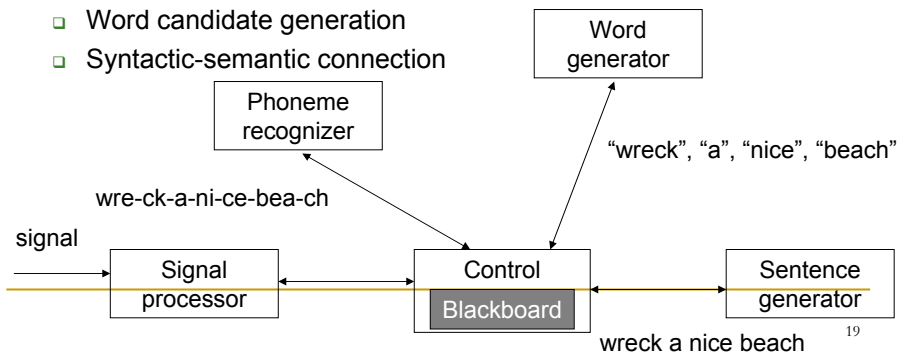 Word candidate generation
Syntactic-semantic connection
Word
generator
Phoneme
recognizer
“wreck”, “a”, “nice”, “beach”
wre-ck-a-ni-ce-bea-ch
signal
Signal
processor
Control
Blackboard
Sentence
generator
wreck a nice beach
19